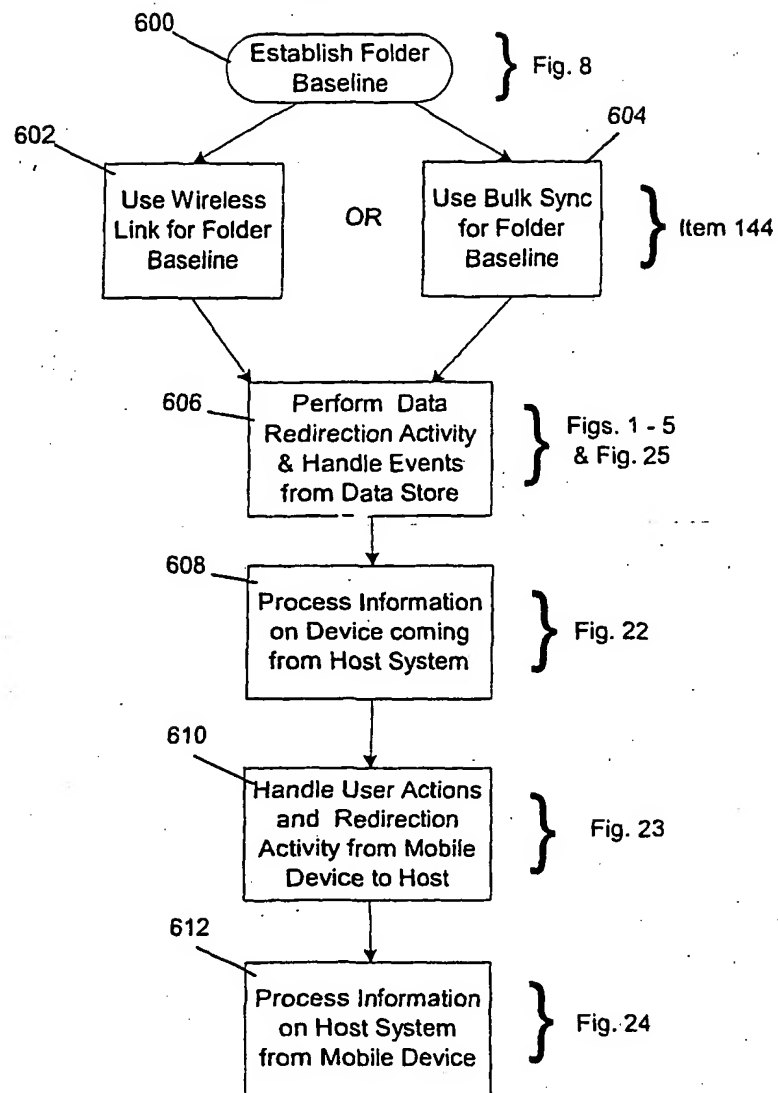 600
Establish Folder
Baseline
Fig. 8
602
604
Use Wireless
Link for Folder
Baseline
OR
Use Bulk Sync
for Folder
Baseline
Item 144
606
Perform Data
Redirection Activity
& Handle Events
from Data Store
Figs. 1 - 5
& Fig. 25
608
Process Information
on Device coming
from Host System
Fig. 22
610
Handle User Actions
and Redirection
Activity from Mobile
Device to Host
Fig. 23
612
Process Information
on Host System
from Mobile Device
Fig. 24